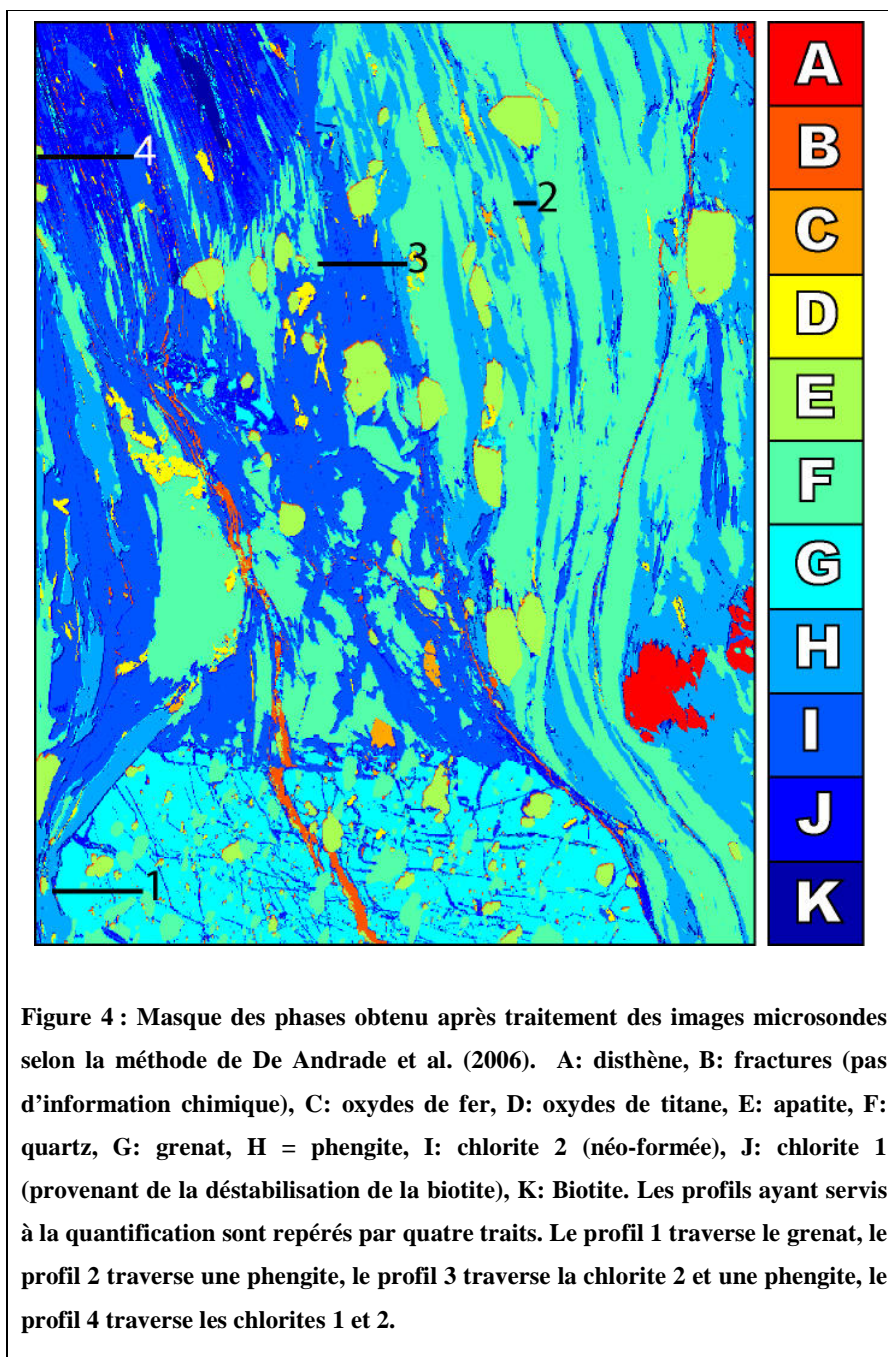 A
B
C
D
E
F
G
H
I
J
K
4
2
3
1
Figure 4 : Masque des phases obtenu après traitement des images microsondes
selon la méthode de De Andrade et al. (2006). A: disthène, B: fractures (pas
d'information chimique), C: oxydes de fer, D: oxydes de titane, E: apatite, F:
quartz, G: grenat, H = phengite, I: chlorite 2 (néo-formée), J: chlorite 1
(provenant de la déstabilisation de la biotite), K: Biotite. Les profils ayant servis
à la quantification sont repérés par quatre traits. Le profil 1 traverse le grenat, le
profil 2 traverse une phengite, le profil 3 traverse la chlorite 2 et une phengite, le
profil 4 traverse les chlorites 1 et 2.